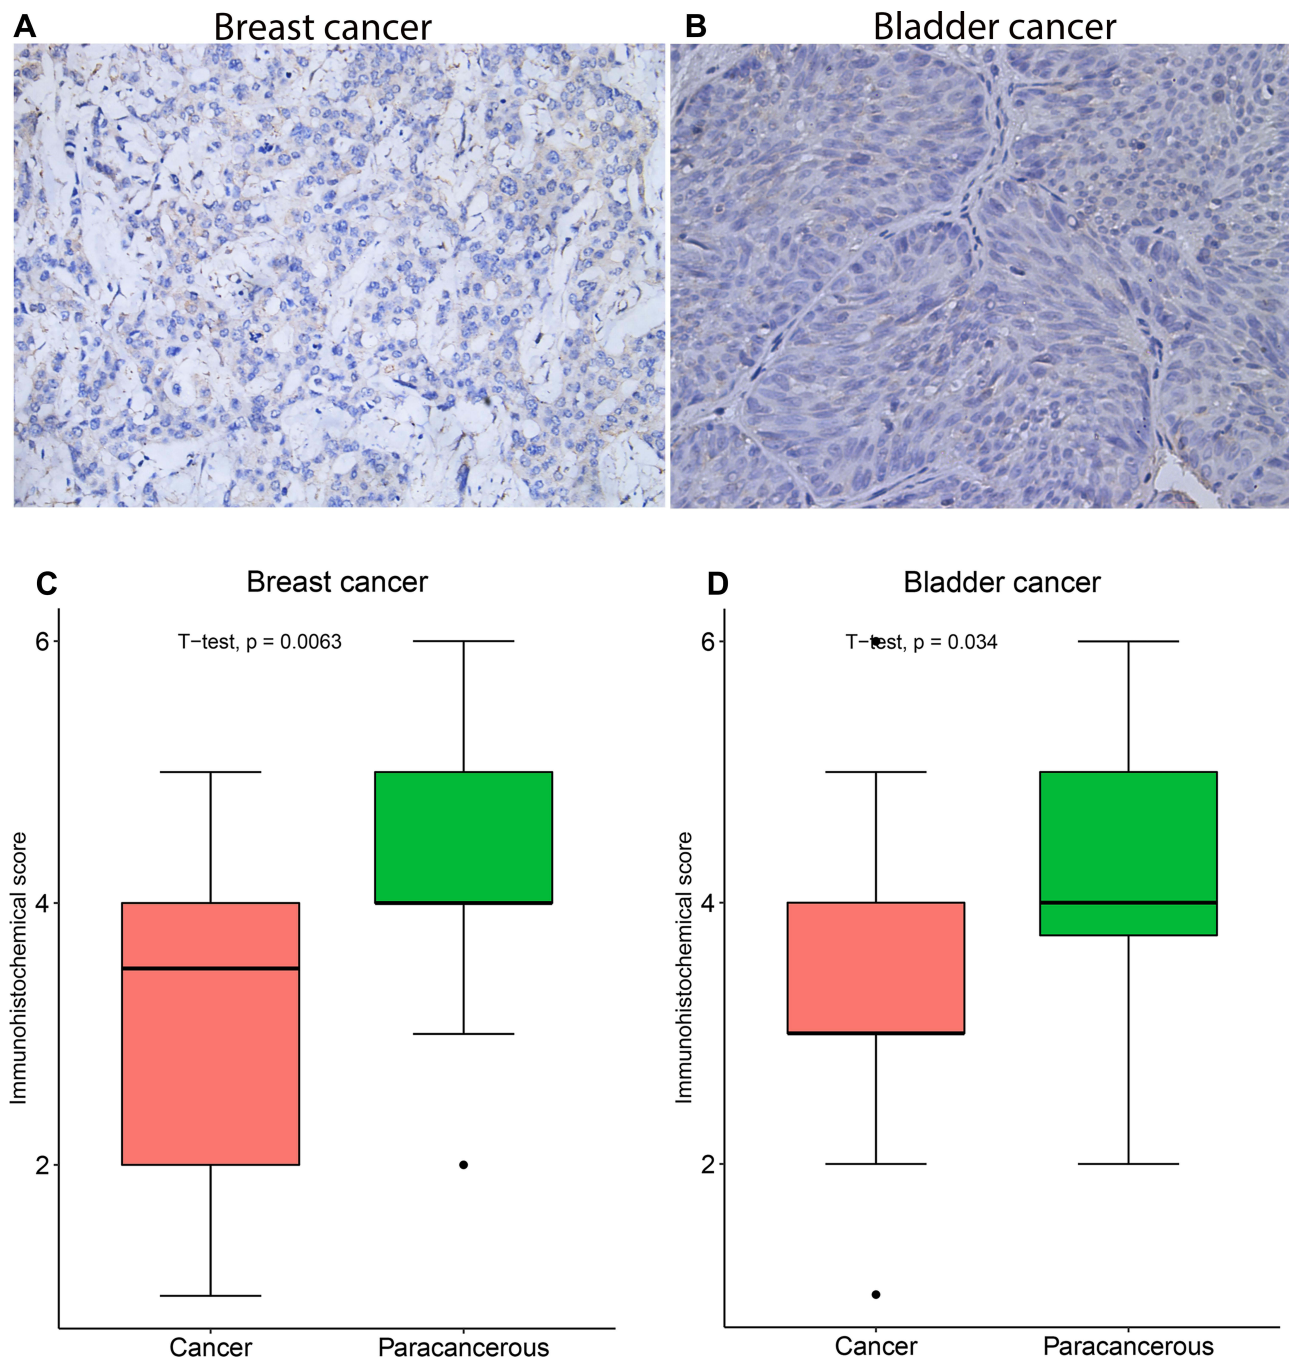 A Breast cancer
B Bladder cancer
C Breast cancer
T−test, p = 0.0063
6
4
2
Immunohistochemical score
Cancer Paracancerous
D Bladder cancer
T−test, p = 0.034
6
4
2
Immunohistochemical score
Cancer Paracancerous